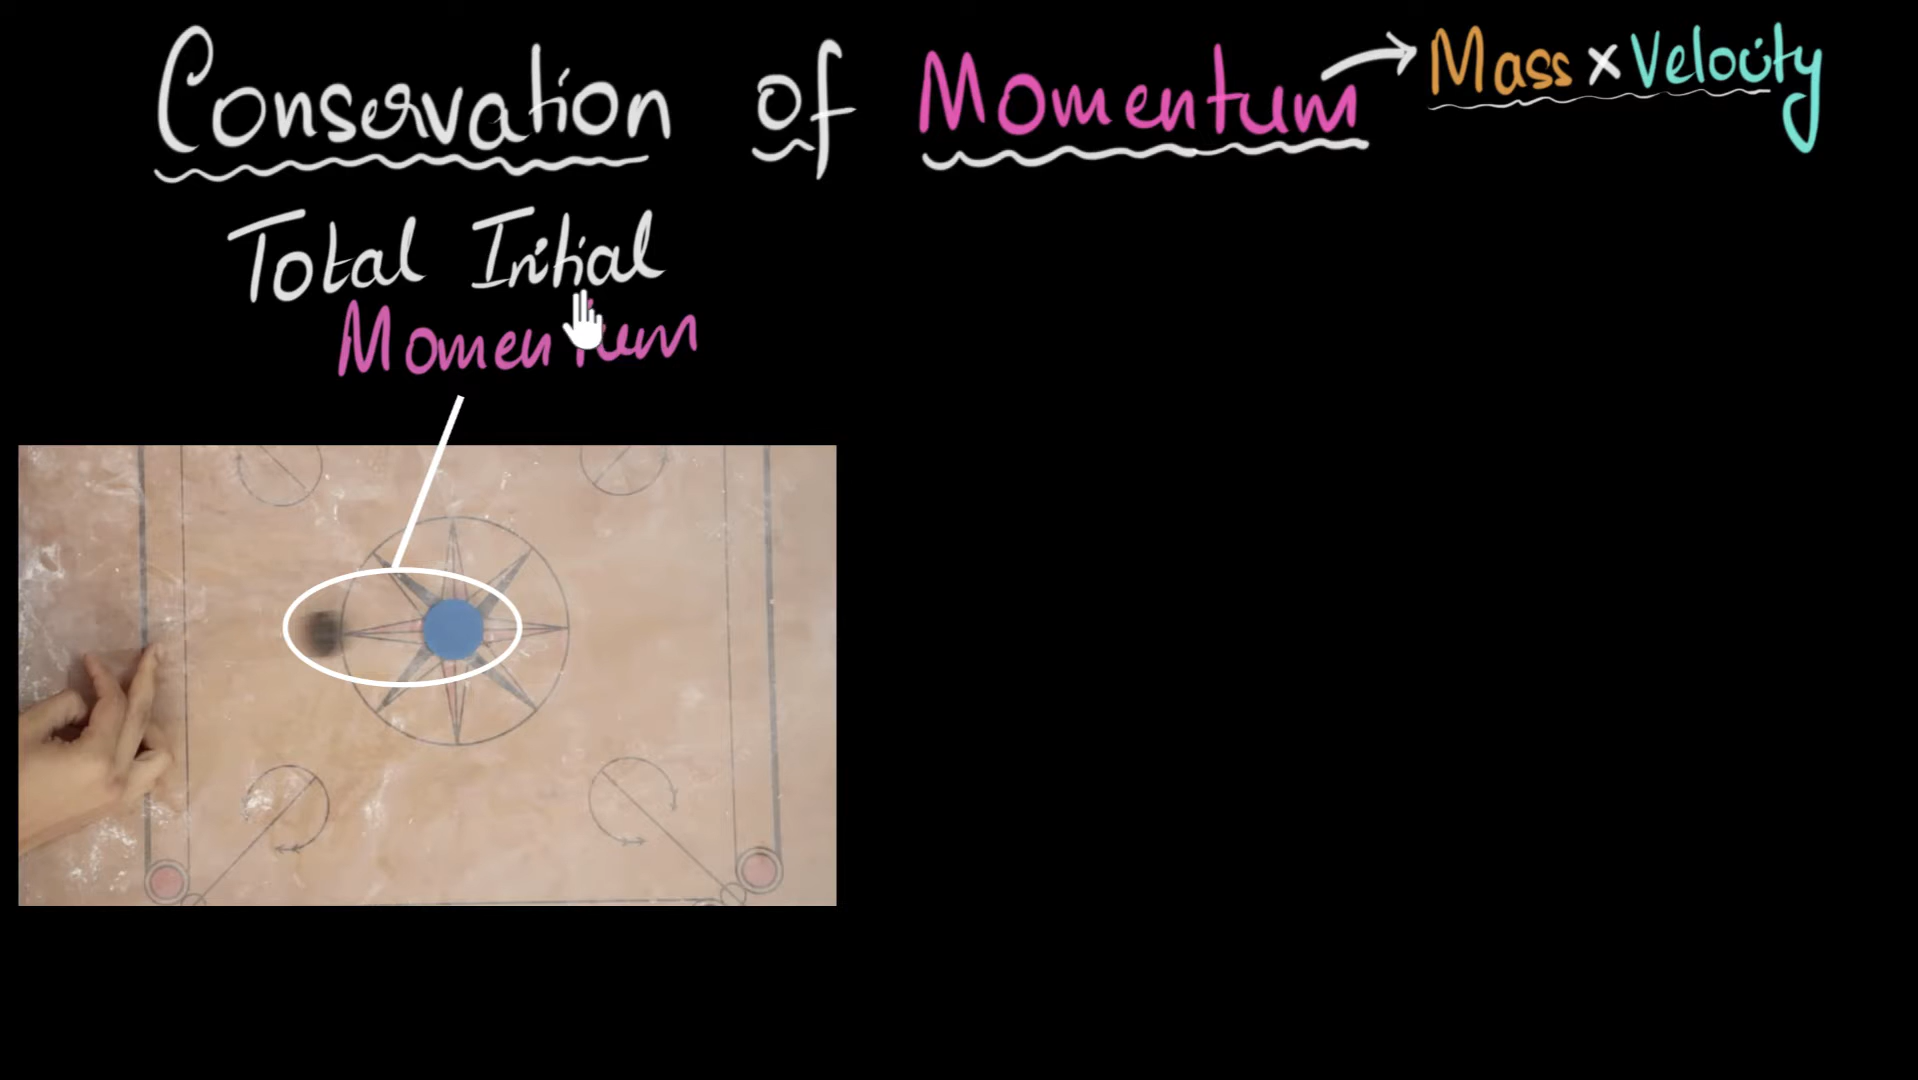 Conservation of Momentum → Mass × Velocity
Total Initial
Momentum